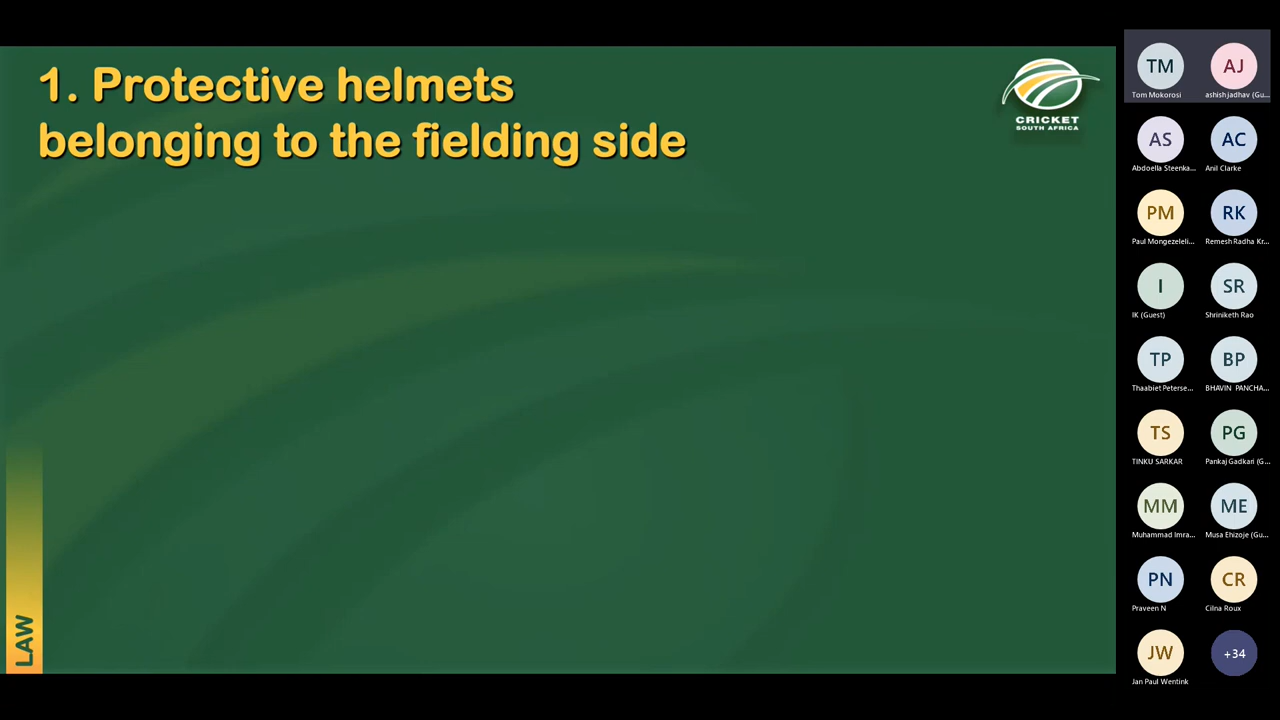 1. Protective helmets
belonging to the fielding side
CRICKET
SOUTH AFRICA
LAW
TM
AJ
Tom Mokorosi
ashish jadhav (Gu...
AS
AC
Abdoella Steenka...
Anil Clarke
PM
RK
Paul Mongezeleli...
Remesh Radha Kr...
I
SR
IK (Guest)
Shriniketh Rao
TP
BP
Thaabiet Peterse...
BHAVIN PANCHA...
TS
PG
TINKU SARKAR
Pankaj Gadkari (G...
MM
ME
Muhammad Imra...
Musa Ehizoje (Gu...
PN
CR
Praveen N
Cilna Roux
JW
+34
Jan Paul Wentink